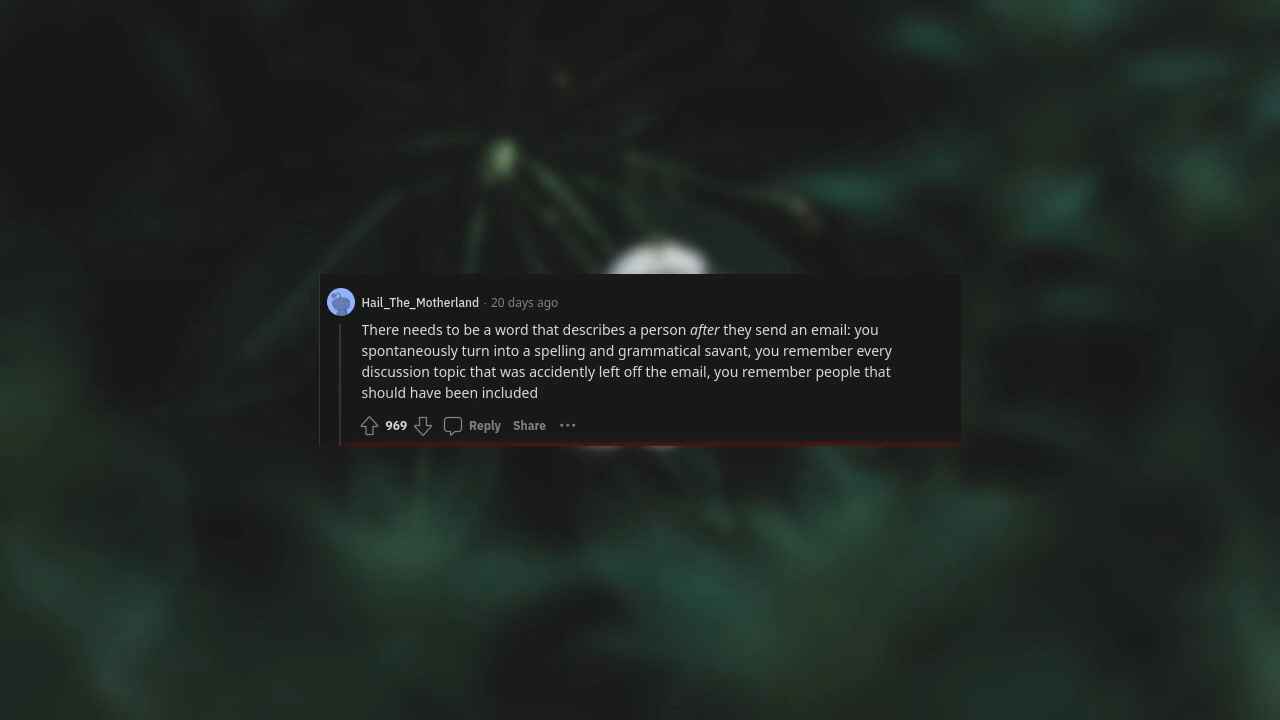 Hail_The_Motherland · 20 days ago
There needs to be a word that describes a person after they send an email: you
spontaneously turn into a spelling and grammatical savant, you remember every
discussion topic that was accidently left off the email, you remember people that
should have been included
969 Reply Share ···